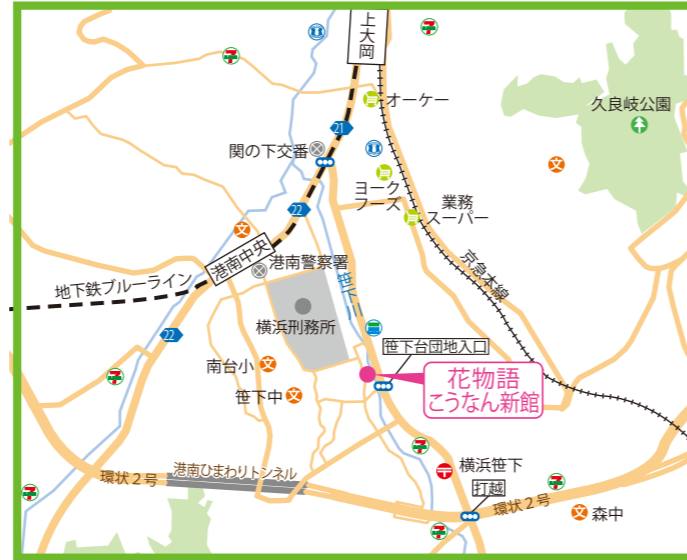 上大岡
オーケー
久良岐公園
21
関の下交番
文
ヨーク
フーズ
業務
スーパー
22
文
港南中央
港南警察署
京急本線
地下鉄ブルーライン
横浜刑務所
22
笹下台団地入口
南台小
文
花物語
こうなん新館
笹下中
文
横浜笹下
港南ひまわりトンネル
環状2号
打越
環状2号
文
森中